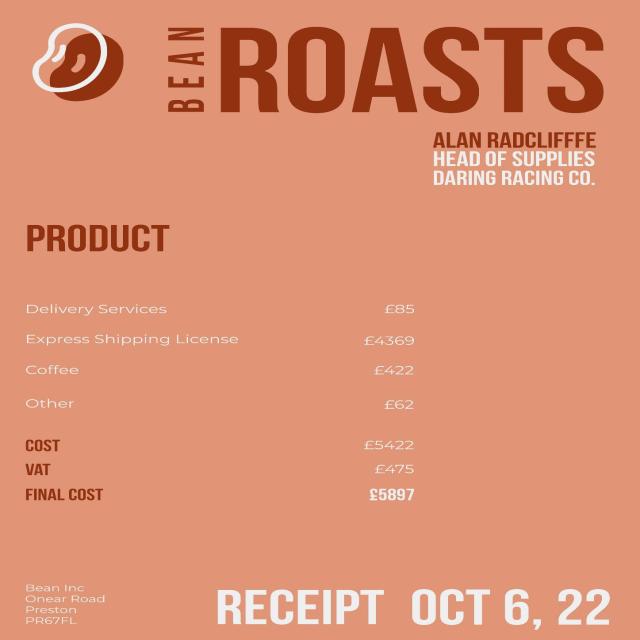 BEAN ROASTS
ALAN RADCLIFFFE
HEAD OF SUPPLIES
DARING RACING CO.
PRODUCT
Delivery Services £85
Express Shipping License £4369
Coffee £422
Other £62
COST £5422
VAT £475
FINAL COST £5897
Bean Inc
Onear Road
Preston
PR67FL
RECEIPT OCT 6, 22